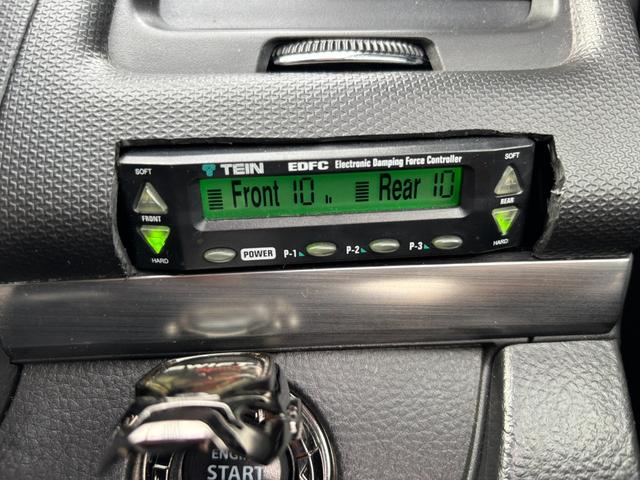 TEIN EDFC Electronic Damping Force Controller
SOFT
SOFT
Front 10 Rear 10
FRONT
REAR
HARD
HARD
POWER P-1 P-2 P-3
START